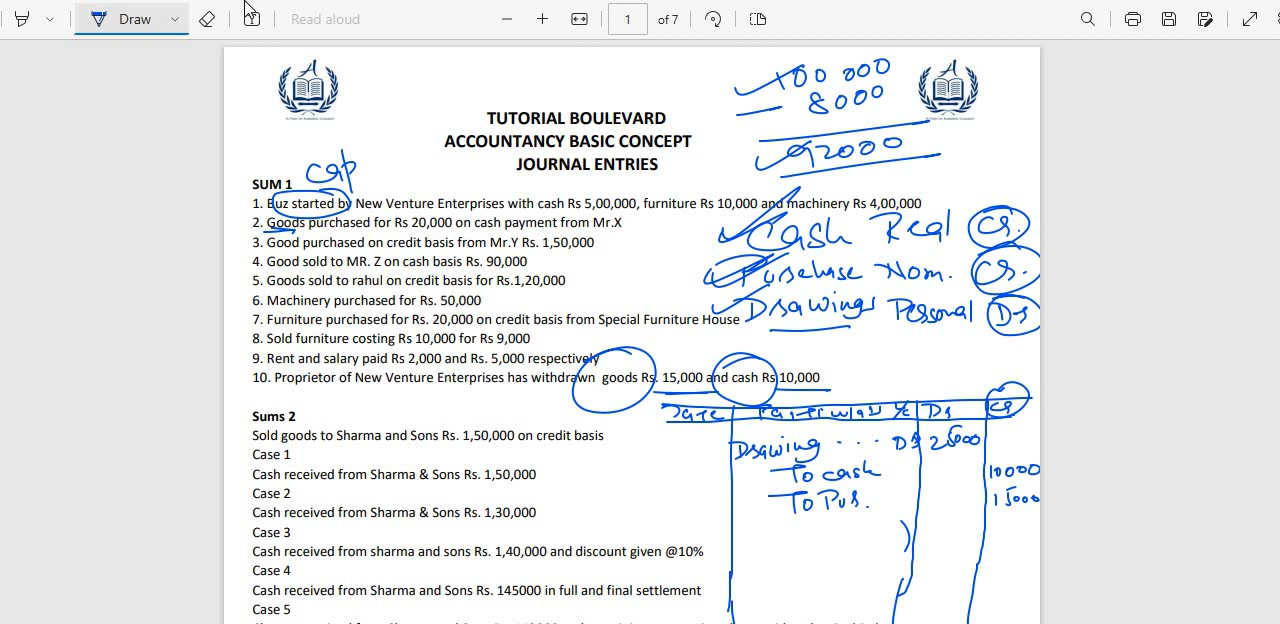 Draw
Read aloud
1 of 7
100 000
8000
92000
TUTORIAL BOULEVARD
ACCOUNTANCY BASIC CONCEPT
JOURNAL ENTRIES
Cap
SUM 1
1. Buz started by New Venture Enterprises with cash Rs 5,00,000, furniture Rs 10,000 and machinery Rs 4,00,000
2. Goods purchased for Rs 20,000 on cash payment from Mr.X
3. Good purchased on credit basis from Mr.Y Rs. 1,50,000
4. Good sold to MR. Z on cash basis Rs. 90,000
5. Goods sold to rahul on credit basis for Rs.1,20,000
6. Machinery purchased for Rs. 50,000
7. Furniture purchased for Rs. 20,000 on credit basis from Special Furniture House
8. Sold furniture costing Rs 10,000 for Rs 9,000
9. Rent and salary paid Rs 2,000 and Rs. 5,000 respectively
10. Proprietor of New Venture Enterprises has withdrawn goods Rs. 15,000 and cash Rs 10,000
Cash Real Cr.
Purchase Nom. Cr.
Drawings Personal Dr
Date Particulars Dr Cr
Drawing ... Dr 25000
To cash 10000
To Pur. 15000
Sums 2
Sold goods to Sharma and Sons Rs. 1,50,000 on credit basis
Case 1
Cash received from Sharma & Sons Rs. 1,50,000
Case 2
Cash received from Sharma & Sons Rs. 1,30,000
Case 3
Cash received from sharma and sons Rs. 1,40,000 and discount given @10%
Case 4
Cash received from Sharma and Sons Rs. 145000 in full and final settlement
Case 5